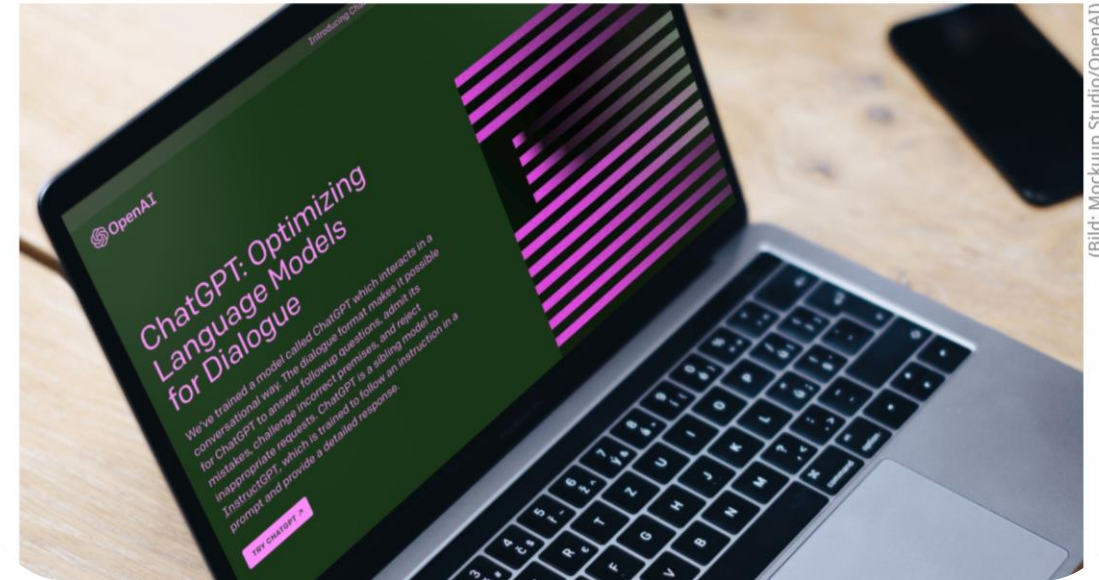 Introducing
OpenAI
ChatGPT: Optimizing
Language Models
for Dialogue
We've trained a model called ChatGPT which interacts in a
conversational way. The dialogue format makes it possible
for ChatGPT to answer followup questions, admit its
mistakes, challenge incorrect premises, and reject
inappropriate requests. ChatGPT is a sibling model to
InstructGPT, which is trained to follow an instruction in a
prompt and provide a detailed response.
TRY CHATGPT ↗
command
(Bild: Mockup Studio/OpenAI)